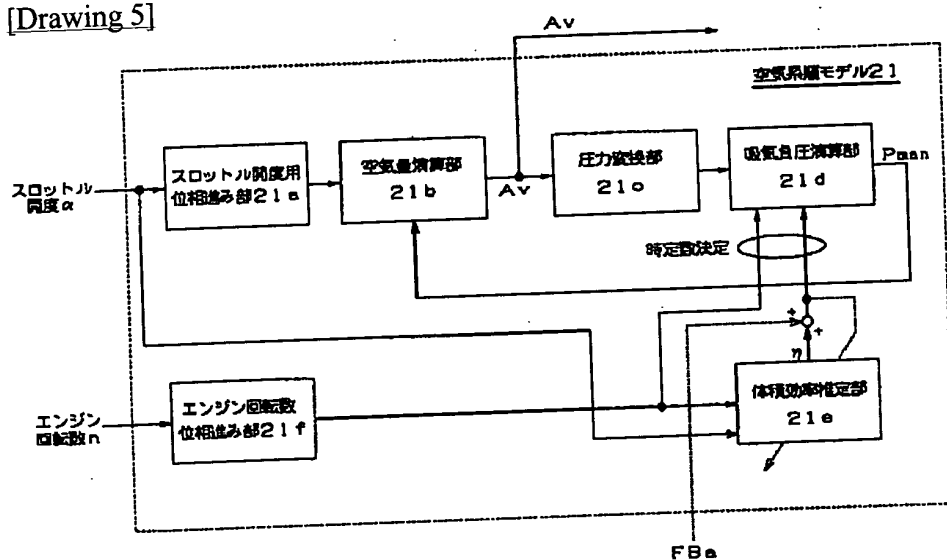 [Drawing 5]
Av
空気系順モデル21
スロットル
開度α
スロットル開度用
位相進み部21a
空気量演算部
21b
Av
圧力変換部
21c
吸気負圧演算部
21d
Pman
時定数決定
+
+
η
エンジン
回転数n
エンジン回転数
位相進み部21f
体積効率推定部
21e
FBa